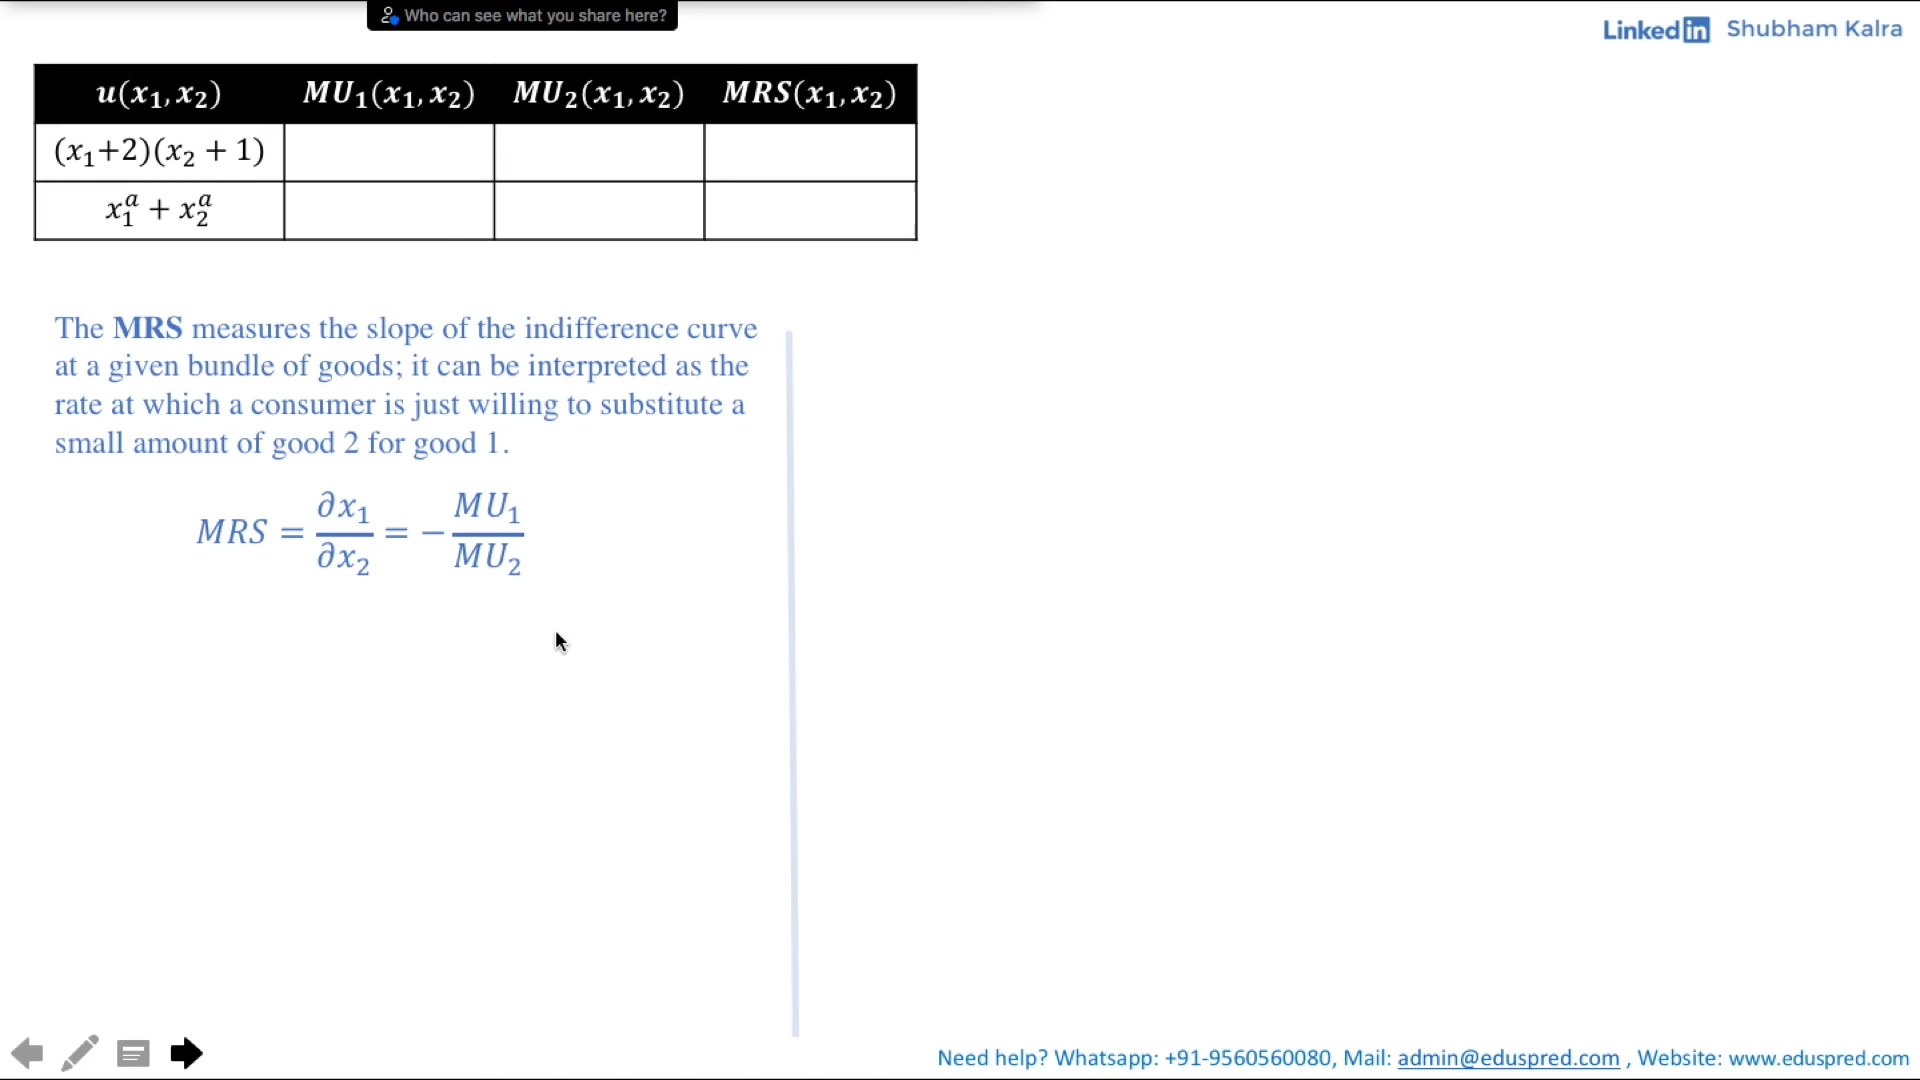 Who can see what you share here?
Linkedin Shubham Kalra
u(x₁, x₂) MU₁(x₁, x₂) MU₂(x₁, x₂) MRS(x₁, x₂)
(x₁+2)(x₂ + 1)
x₁ᵃ + x₂ᵃ
The MRS measures the slope of the indifference curve
at a given bundle of goods; it can be interpreted as the
rate at which a consumer is just willing to substitute a
small amount of good 2 for good 1.
MRS = ∂x₁/∂x₂ = − MU₁/MU₂
Need help? Whatsapp: +91-9560560080, Mail: admin@eduspred.com , Website: www.eduspred.com